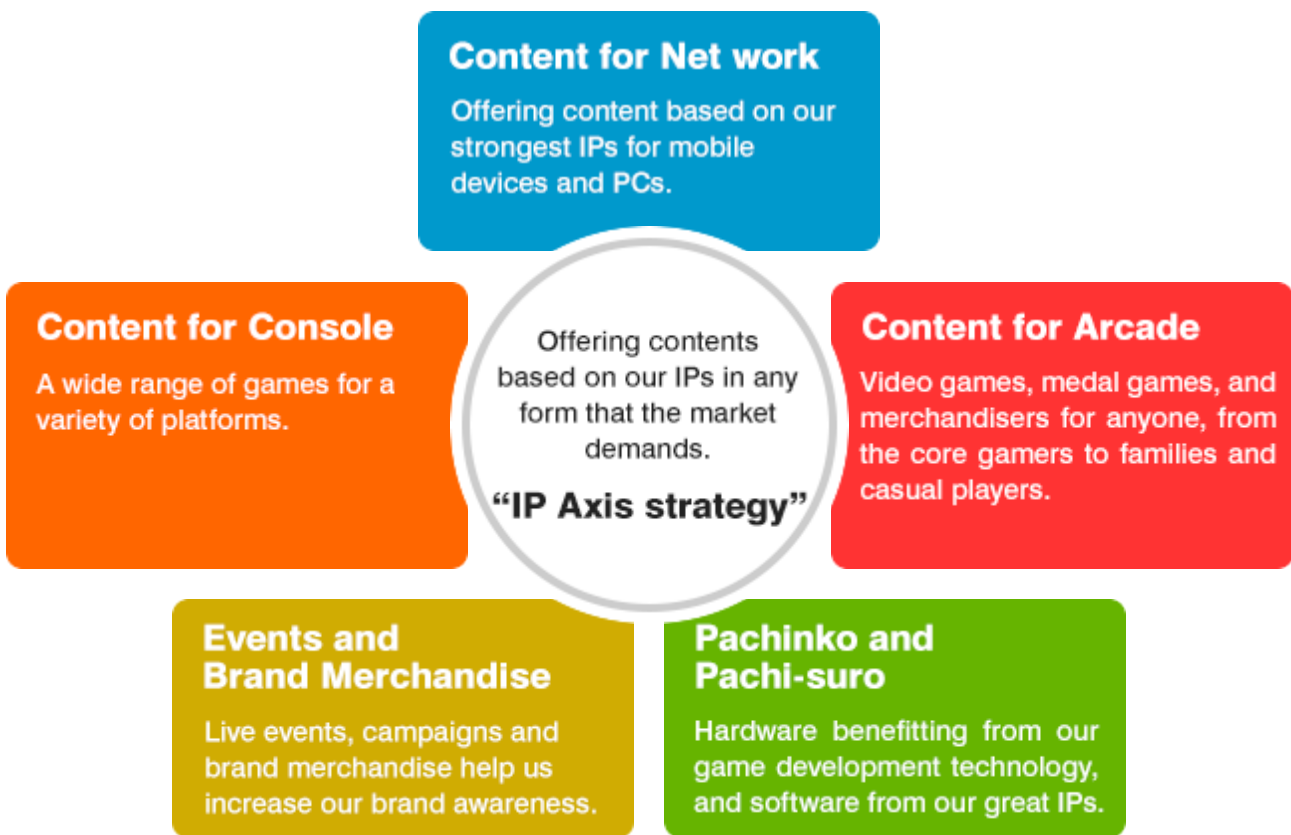 Content for Net work
Offering content based on our
strongest IPs for mobile
devices and PCs.
Content for Console
A wide range of games for a
variety of platforms.
Offering contents
based on our IPs in any
form that the market
demands.
“IP Axis strategy”
Content for Arcade
Video games, medal games, and
merchandisers for anyone, from
the core gamers to families and
casual players.
Events and
Brand Merchandise
Live events, campaigns and
brand merchandise help us
increase our brand awareness.
Pachinko and
Pachi-suro
Hardware benefitting from our
game development technology,
and software from our great IPs.